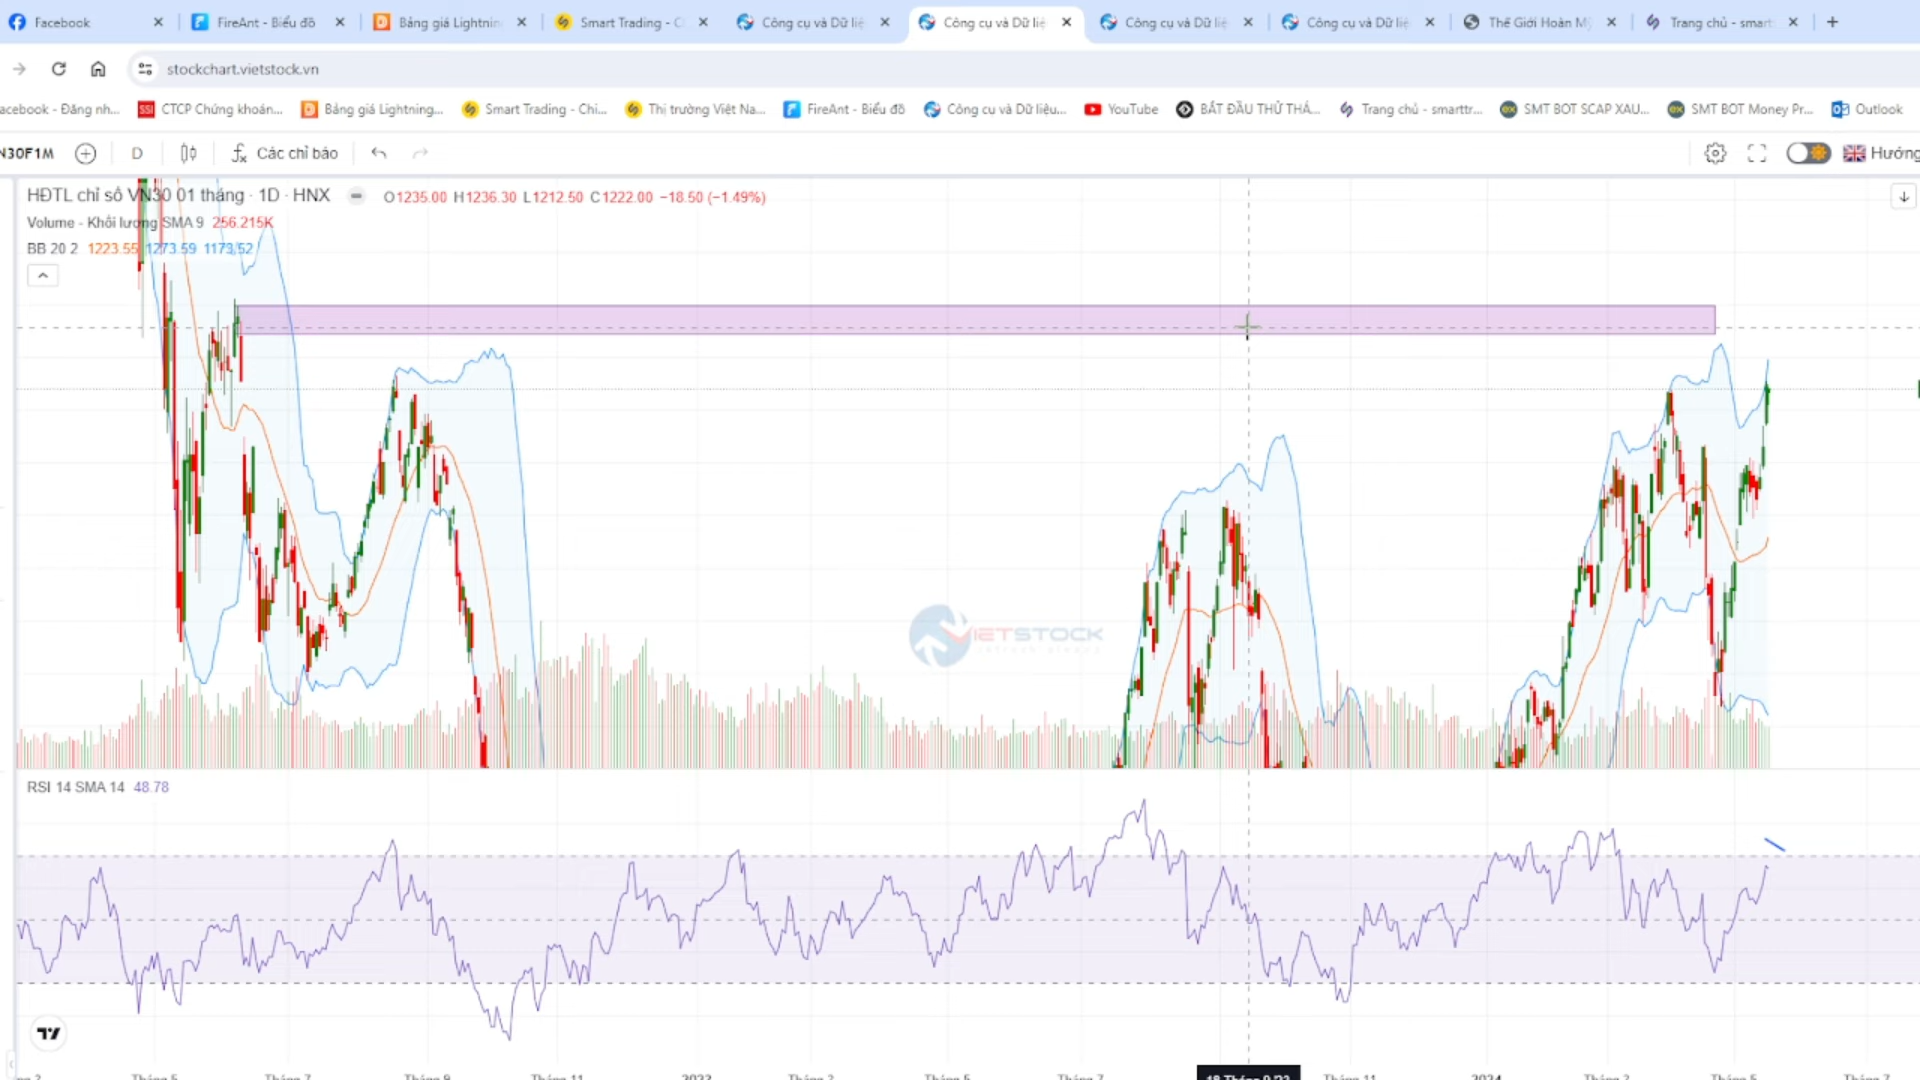 Facebook
FireAnt - Biểu đồ
Bảng giá Lightnin
Smart Trading - C
Công cụ và Dữ liệ
Công cụ và Dữ liệ
Công cụ và Dữ liệ
Công cụ và Dữ liệ
Thế Giới Hoàn Mỹ
Trang chủ - smart
stockchart.vietstock.vn
acebook - Đăng nh...
CTCP Chứng khoán...
Bảng giá Lightning...
Smart Trading - Chi...
Thị trường Việt Na...
FireAnt - Biểu đồ
Công cụ và Dữ liệu...
YouTube
BẮT ĐẦU THỬ THÁ...
Trang chủ - smarttr...
SMT BOT SCAP XAU...
SMT BOT Money Pr...
Outlook
N30F1M
D
Các chỉ báo
Hướng
HĐTL chỉ số VN30 01 tháng · 1D · HNX
O1235.00 H1236.30 L1212.50 C1222.00 −18.50 (−1.49%)
Volume - Khối lượng SMA 9 256.215K
BB 20 2 1223.55 1273.59 1173.52
VIETSTOCK
RSI 14 SMA 14 48.78
Tháng 5
Tháng 7
Tháng 9
Tháng 11
2023
Tháng 3
Tháng 5
Tháng 7
18 Tháng 9 '23
Tháng 11
2024
Tháng 3
Tháng 5
Tháng 7